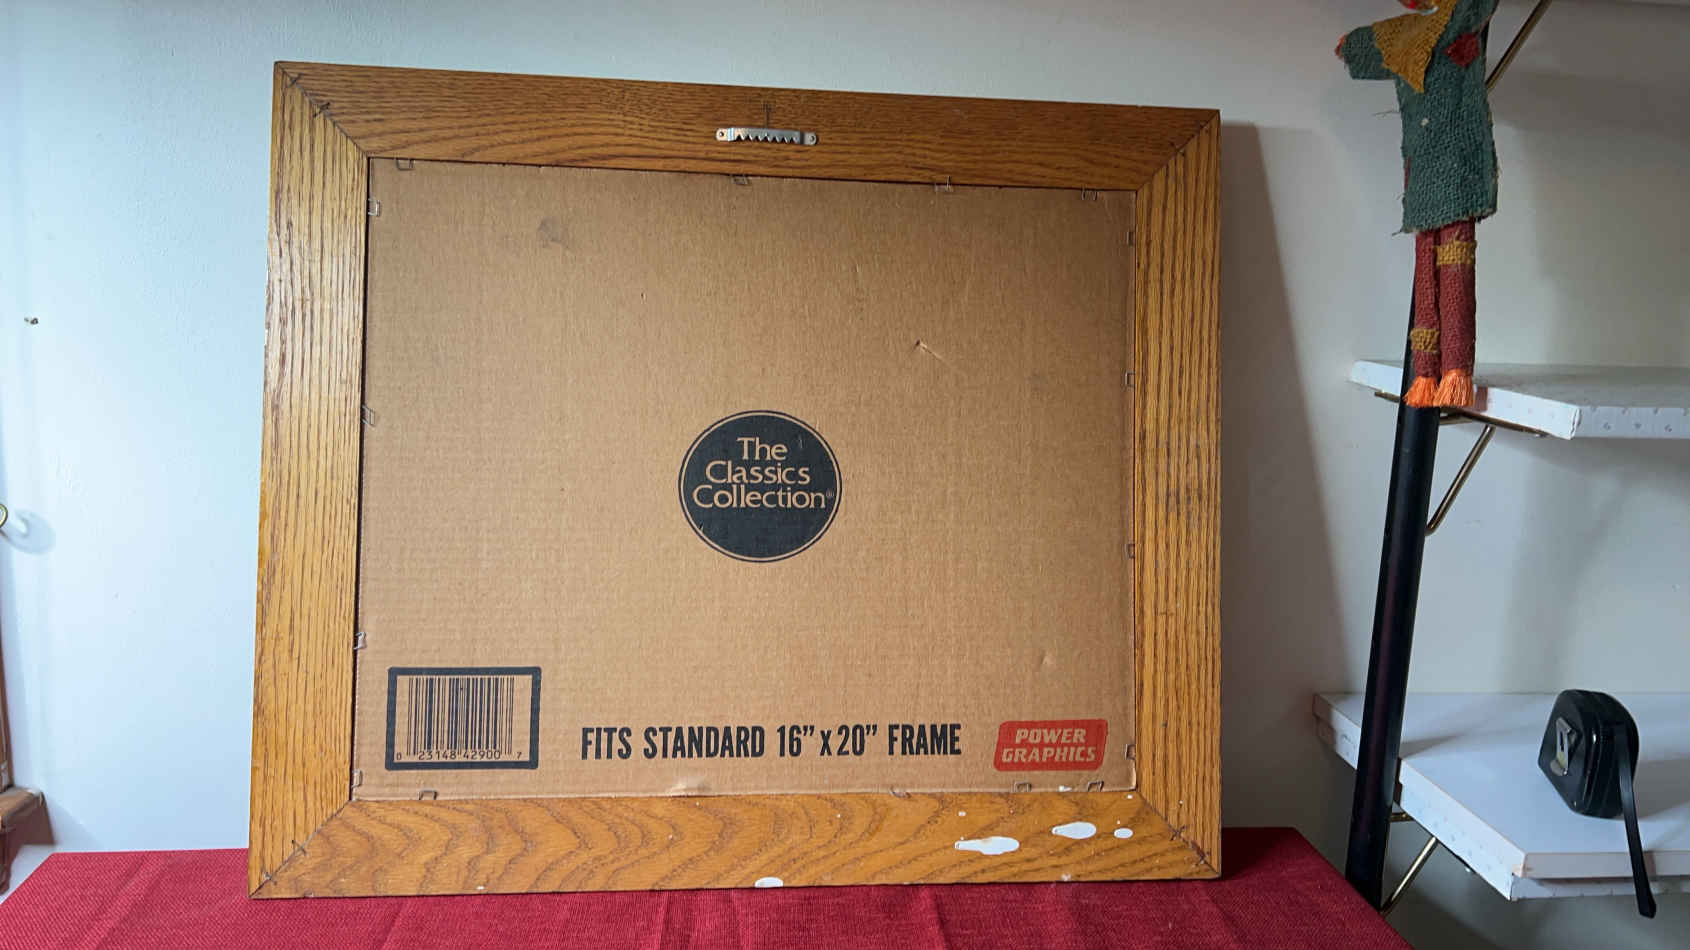 The
Classics
Collection®
0 23148 42900 7
FITS STANDARD 16” x 20” FRAME
POWER
GRAPHICS